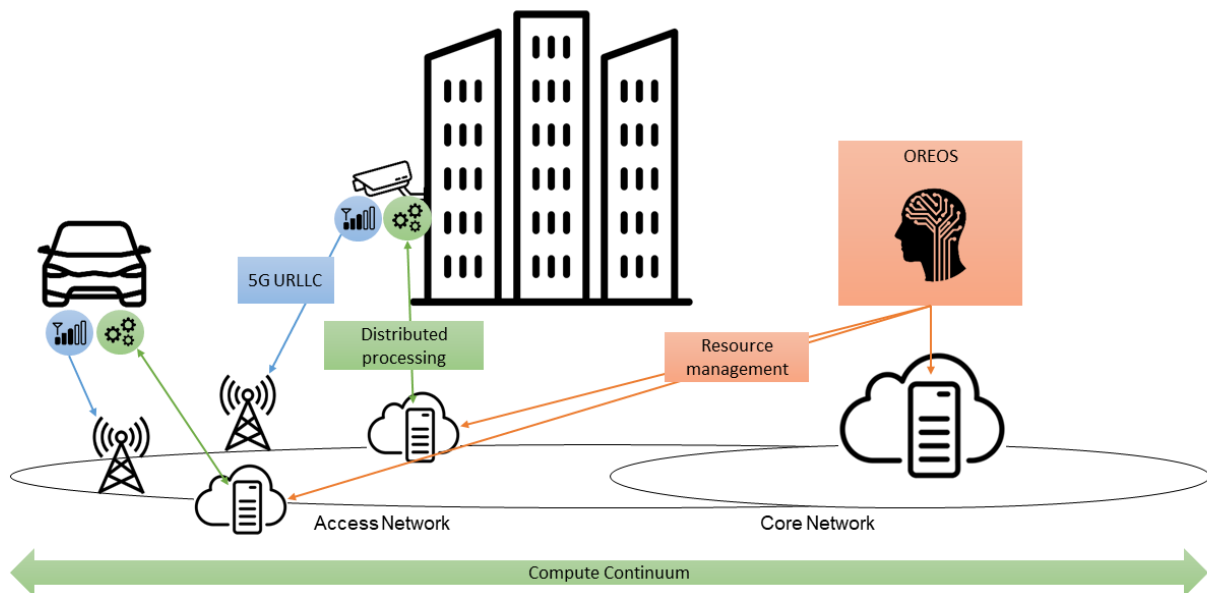 OREOS
5G URLLC
Distributed
processing
Resource
management
Access Network
Core Network
Compute Continuum